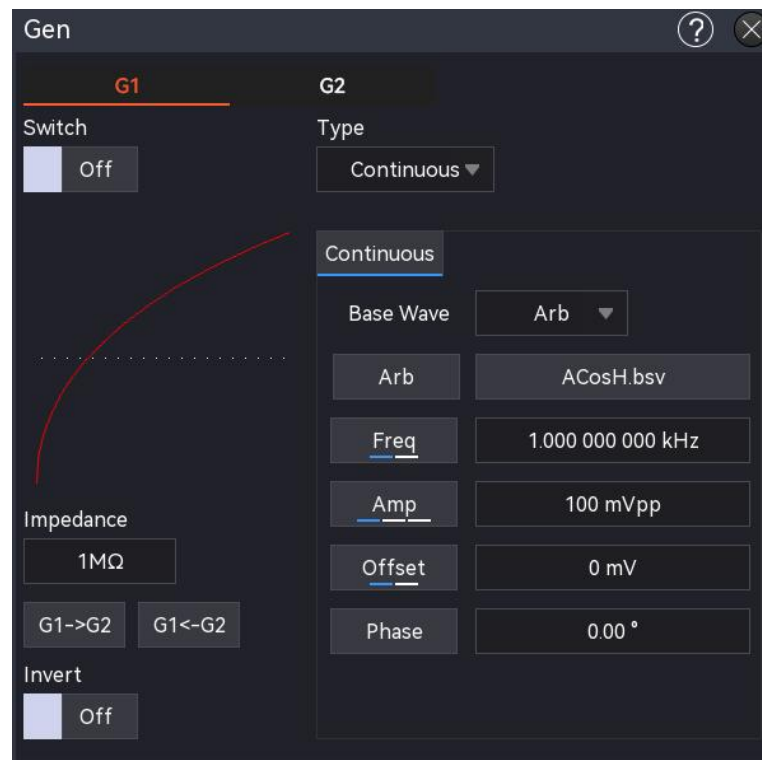 Gen
?
G1 G2
Switch Type
Off Continuous
Continuous
Base Wave Arb
Arb ACosH.bsv
Freq 1.000 000 000 kHz
Amp 100 mVpp
Impedance
1MΩ Offset 0 mV
G1->G2 G1<-G2 Phase 0.00 °
Invert
Off